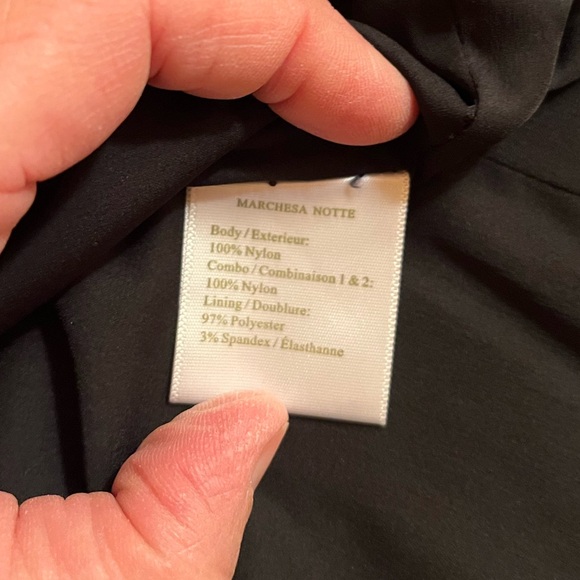 MARCHESA NOTTE
Body / Exterieur:
100% Nylon
Combo / Combinaison 1 & 2:
100% Nylon
Lining / Doublure:
97% Polyester
3% Spandex / Élasthanne